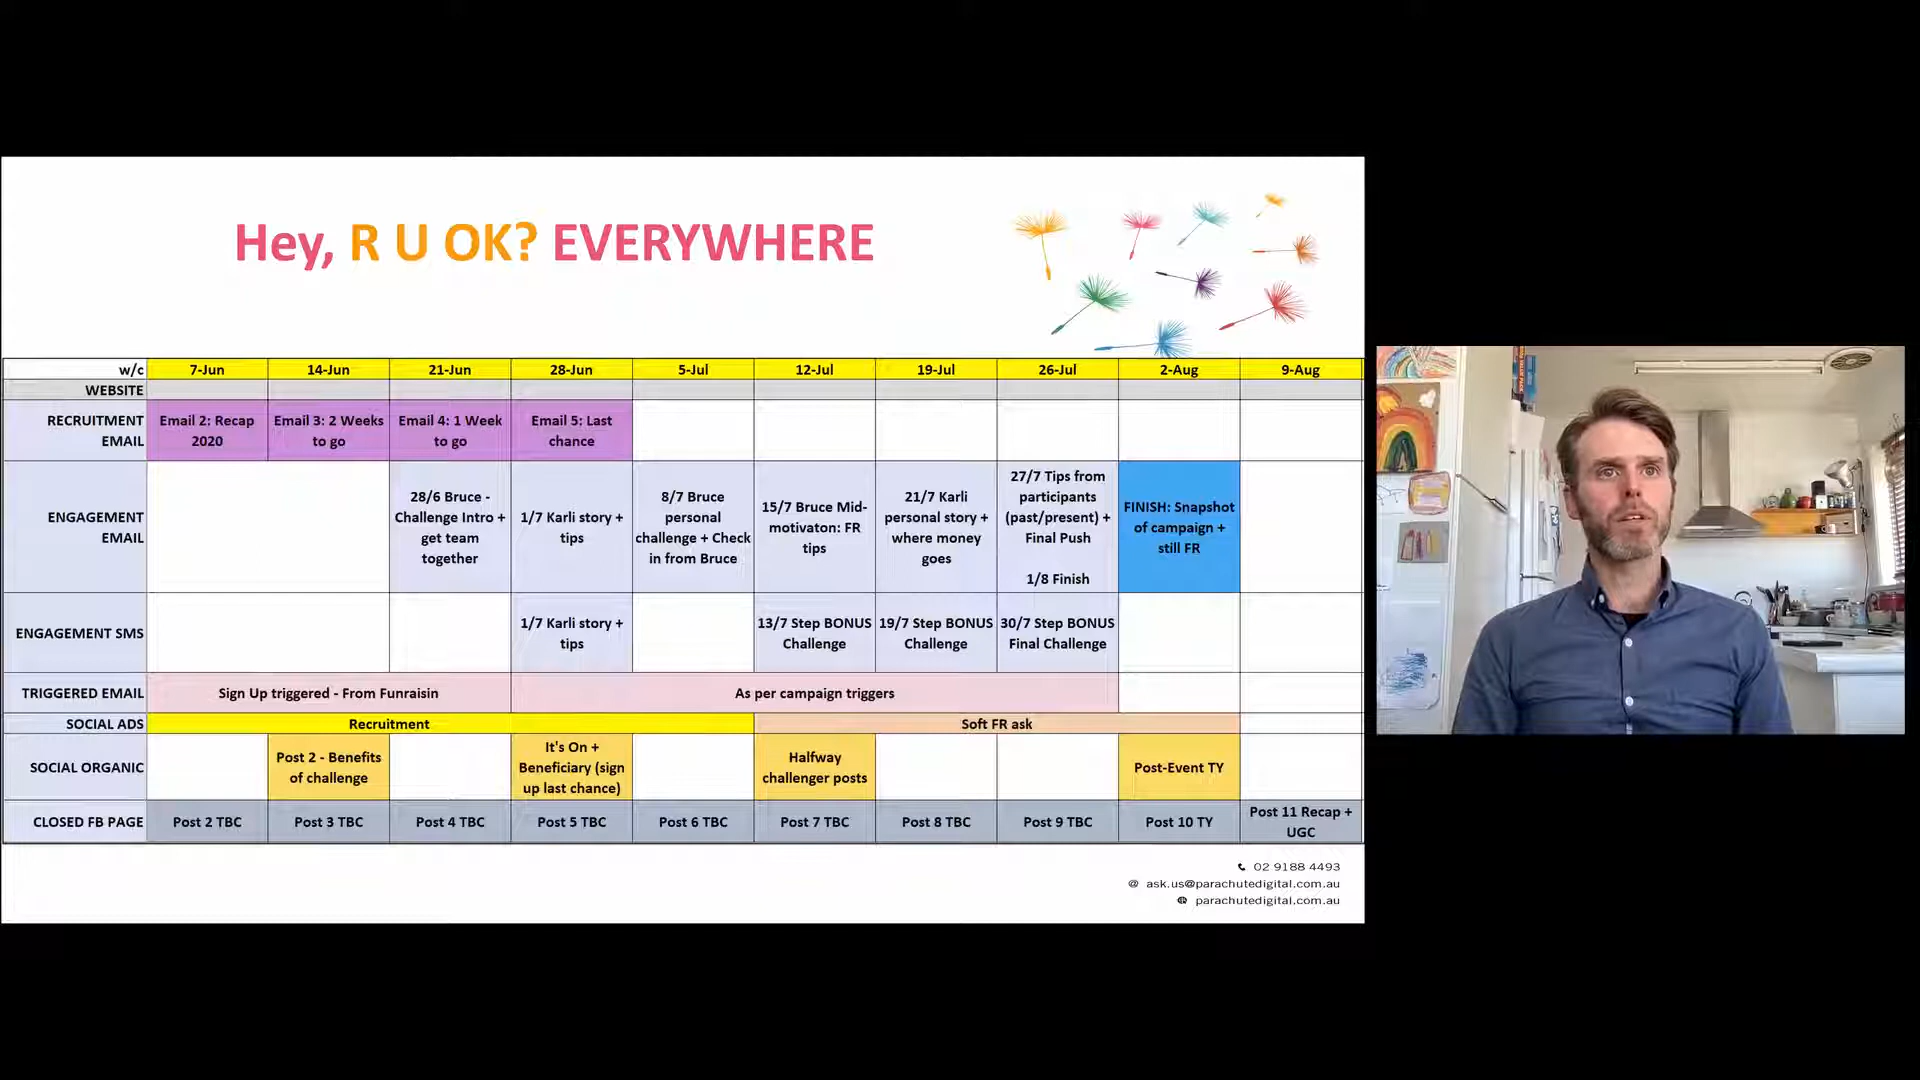 Hey, R U OK? EVERYWHERE
w/c 7-Jun 14-Jun 21-Jun 28-Jun 5-Jul 12-Jul 19-Jul 26-Jul 2-Aug 9-Aug
WEBSITE
RECRUITMENT
EMAIL
Email 2: Recap
2020
Email 3: 2 Weeks
to go
Email 4: 1 Week
to go
Email 5: Last
chance
ENGAGEMENT
EMAIL
28/6 Bruce -
Challenge Intro +
get team
together
1/7 Karli story +
tips
8/7 Bruce
personal
challenge + Check
in from Bruce
15/7 Bruce Mid-
motivaton: FR
tips
21/7 Karli
personal story +
where money
goes
27/7 Tips from
participants
(past/present) +
Final Push
1/8 Finish
FINISH: Snapshot
of campaign +
still FR
ENGAGEMENT SMS
1/7 Karli story +
tips
13/7 Step BONUS
Challenge
19/7 Step BONUS
Challenge
30/7 Step BONUS
Final Challenge
TRIGGERED EMAIL
Sign Up triggered - From Funraisin
As per campaign triggers
SOCIAL ADS
Recruitment
Soft FR ask
SOCIAL ORGANIC
Post 2 - Benefits
of challenge
It's On +
Beneficiary (sign
up last chance)
Halfway
challenger posts
Post-Event TY
CLOSED FB PAGE
Post 2 TBC
Post 3 TBC
Post 4 TBC
Post 5 TBC
Post 6 TBC
Post 7 TBC
Post 8 TBC
Post 9 TBC
Post 10 TY
Post 11 Recap +
UGC
02 9188 4493
@ ask.us@parachutedigital.com.au
parachutedigital.com.au